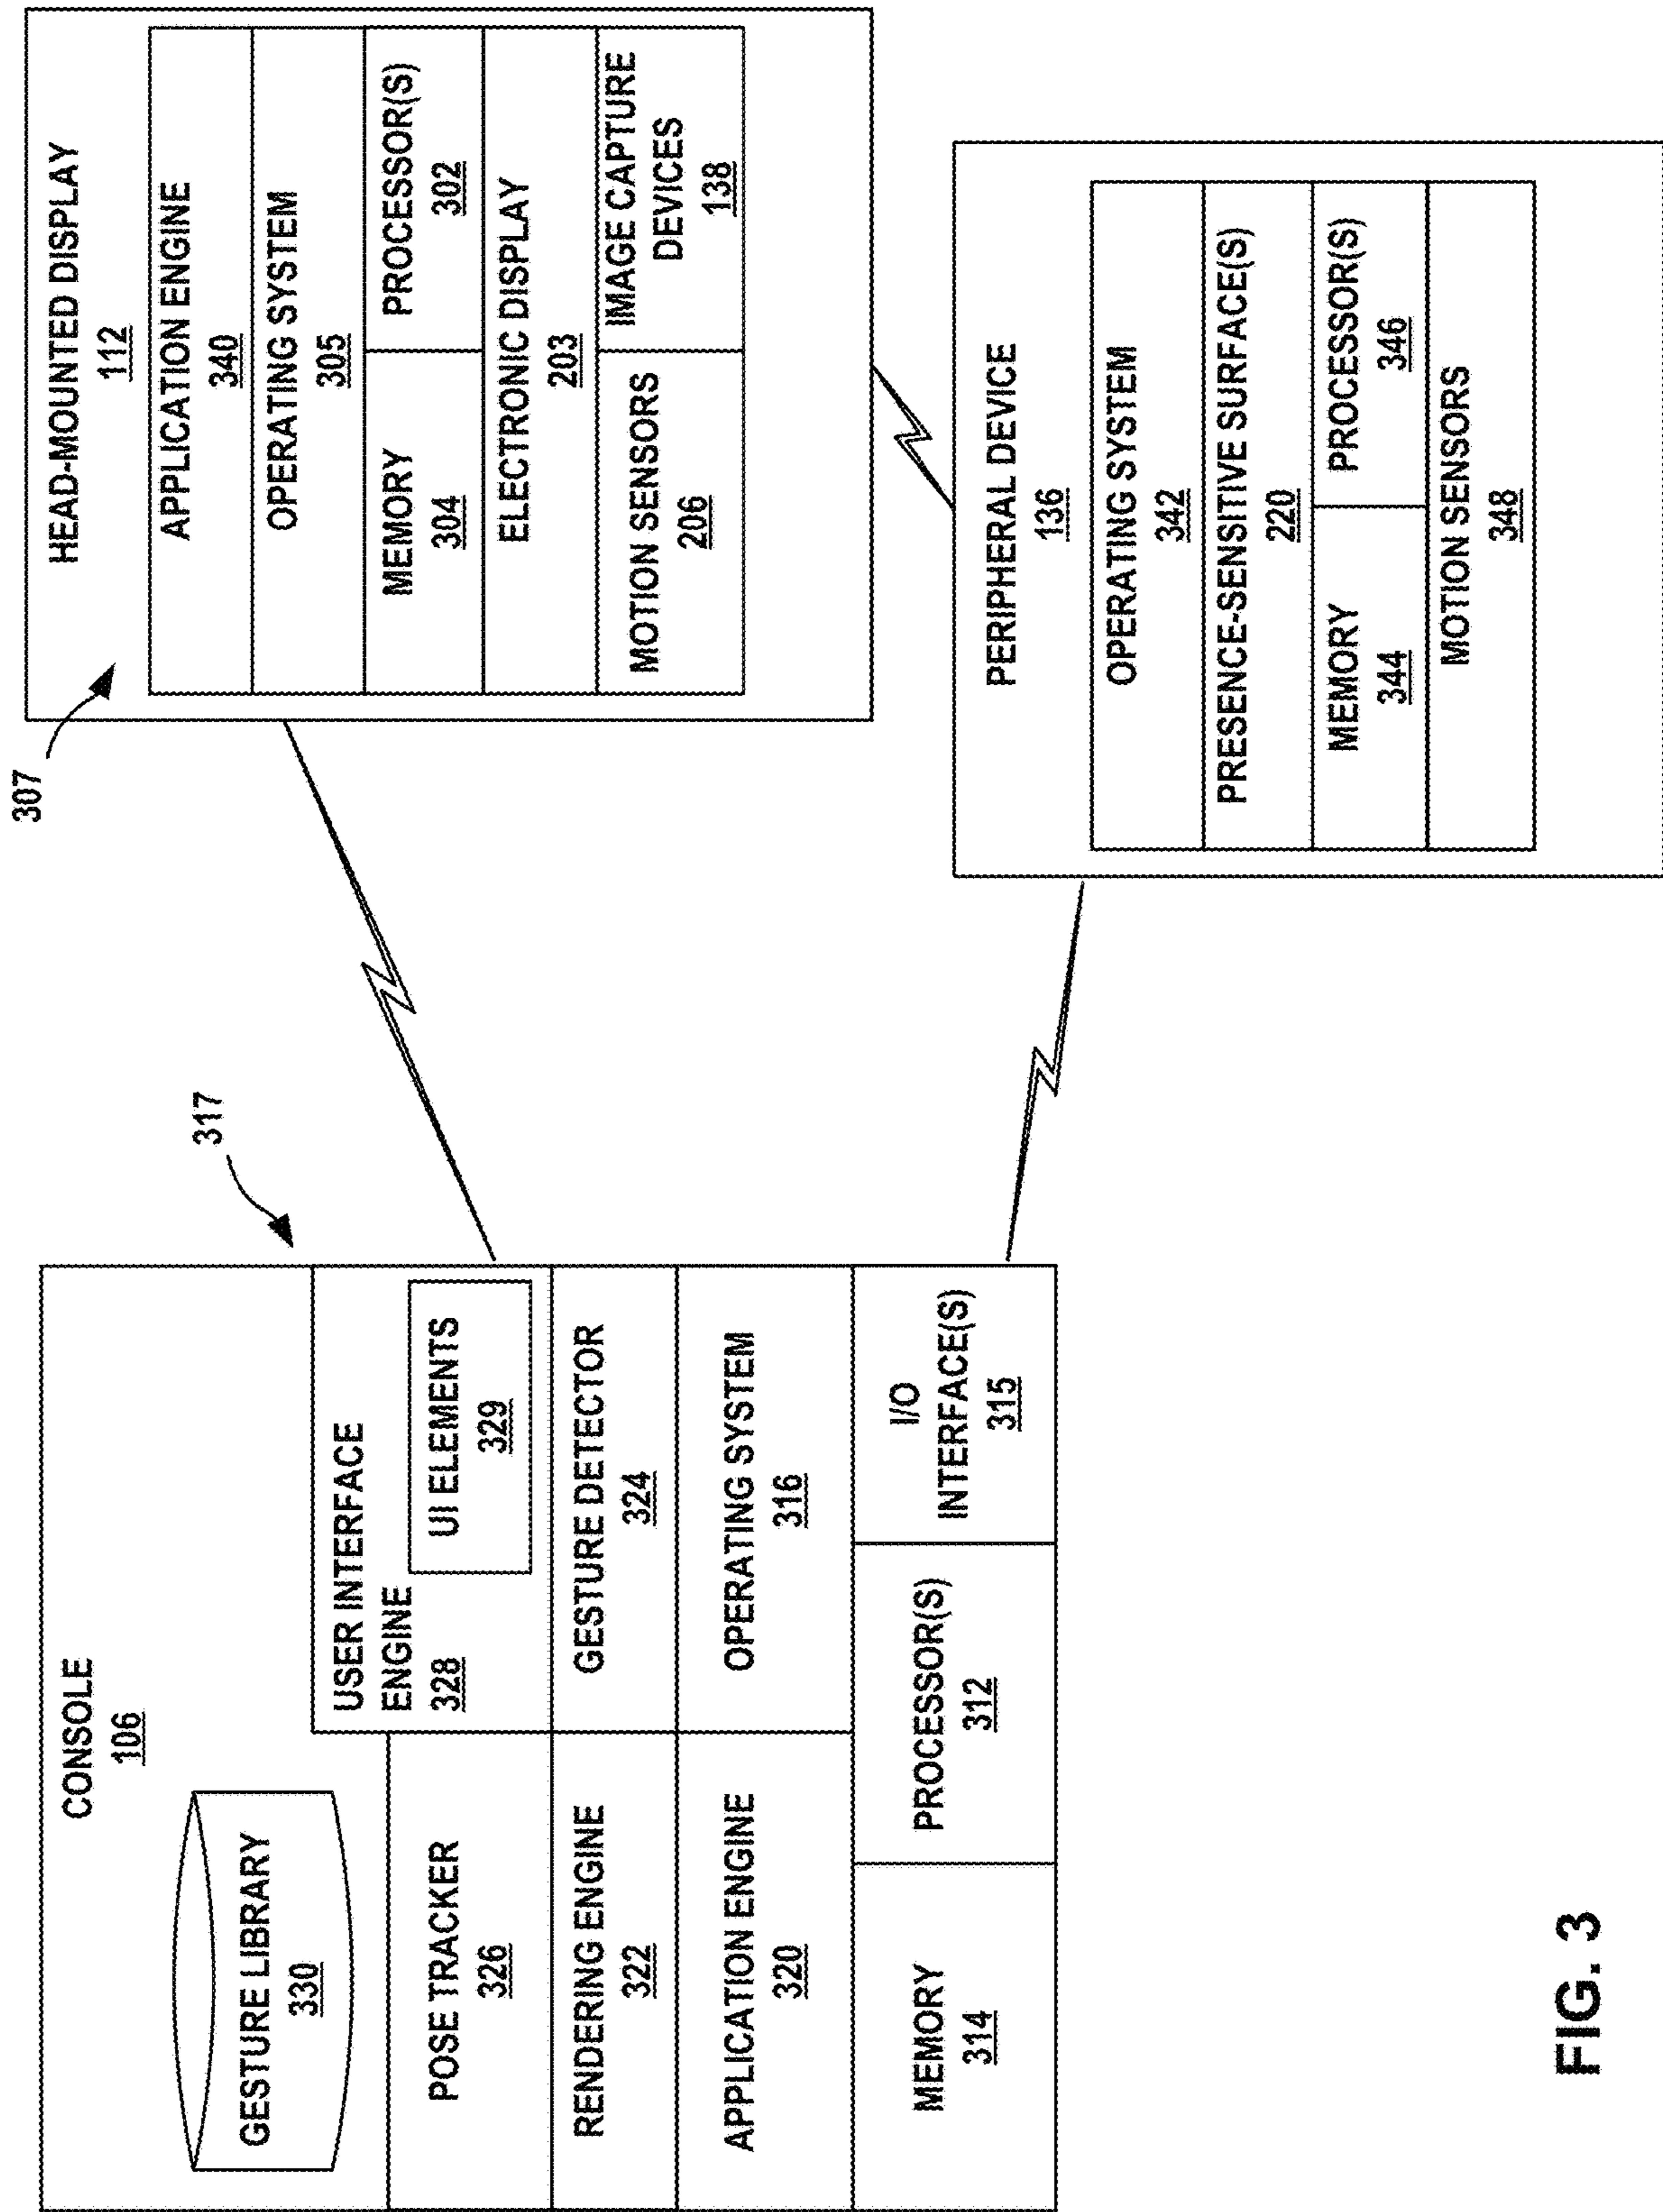 CONSOLE
106
GESTURE LIBRARY
330
USER INTERFACE
ENGINE
328
UI ELEMENTS
329
POSE TRACKER
326
RENDERING ENGINE
322
GESTURE DETECTOR
324
APPLICATION ENGINE
320
OPERATING SYSTEM
316
MEMORY
314
PROCESSOR(S)
312
I/O
INTERFACE(S)
315
317
307
HEAD-MOUNTED DISPLAY
112
APPLICATION ENGINE
340
OPERATING SYSTEM
305
MEMORY
304
PROCESSOR(S)
302
ELECTRONIC DISPLAY
203
MOTION SENSORS
206
IMAGE CAPTURE
DEVICES
138
PERIPHERAL DEVICE
136
OPERATING SYSTEM
342
PRESENCE-SENSITIVE SURFACE(S)
220
MEMORY
344
PROCESSOR(S)
346
MOTION SENSORS
348
FIG. 3